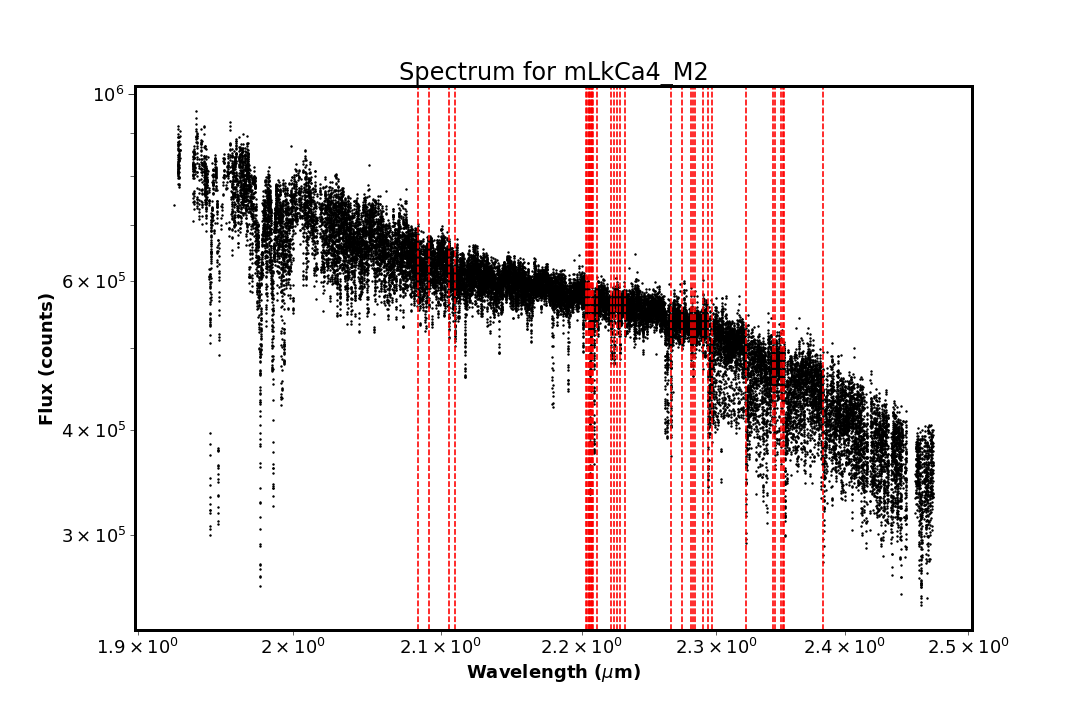 Spectrum for mLkCa4_M2
10⁶
6 × 10⁵
4 × 10⁵
3 × 10⁵
Flux (counts)
1.9 × 10⁰ 2 × 10⁰ 2.1 × 10⁰ 2.2 × 10⁰ 2.3 × 10⁰ 2.4 × 10⁰ 2.5 × 10⁰
Wavelength (μm)